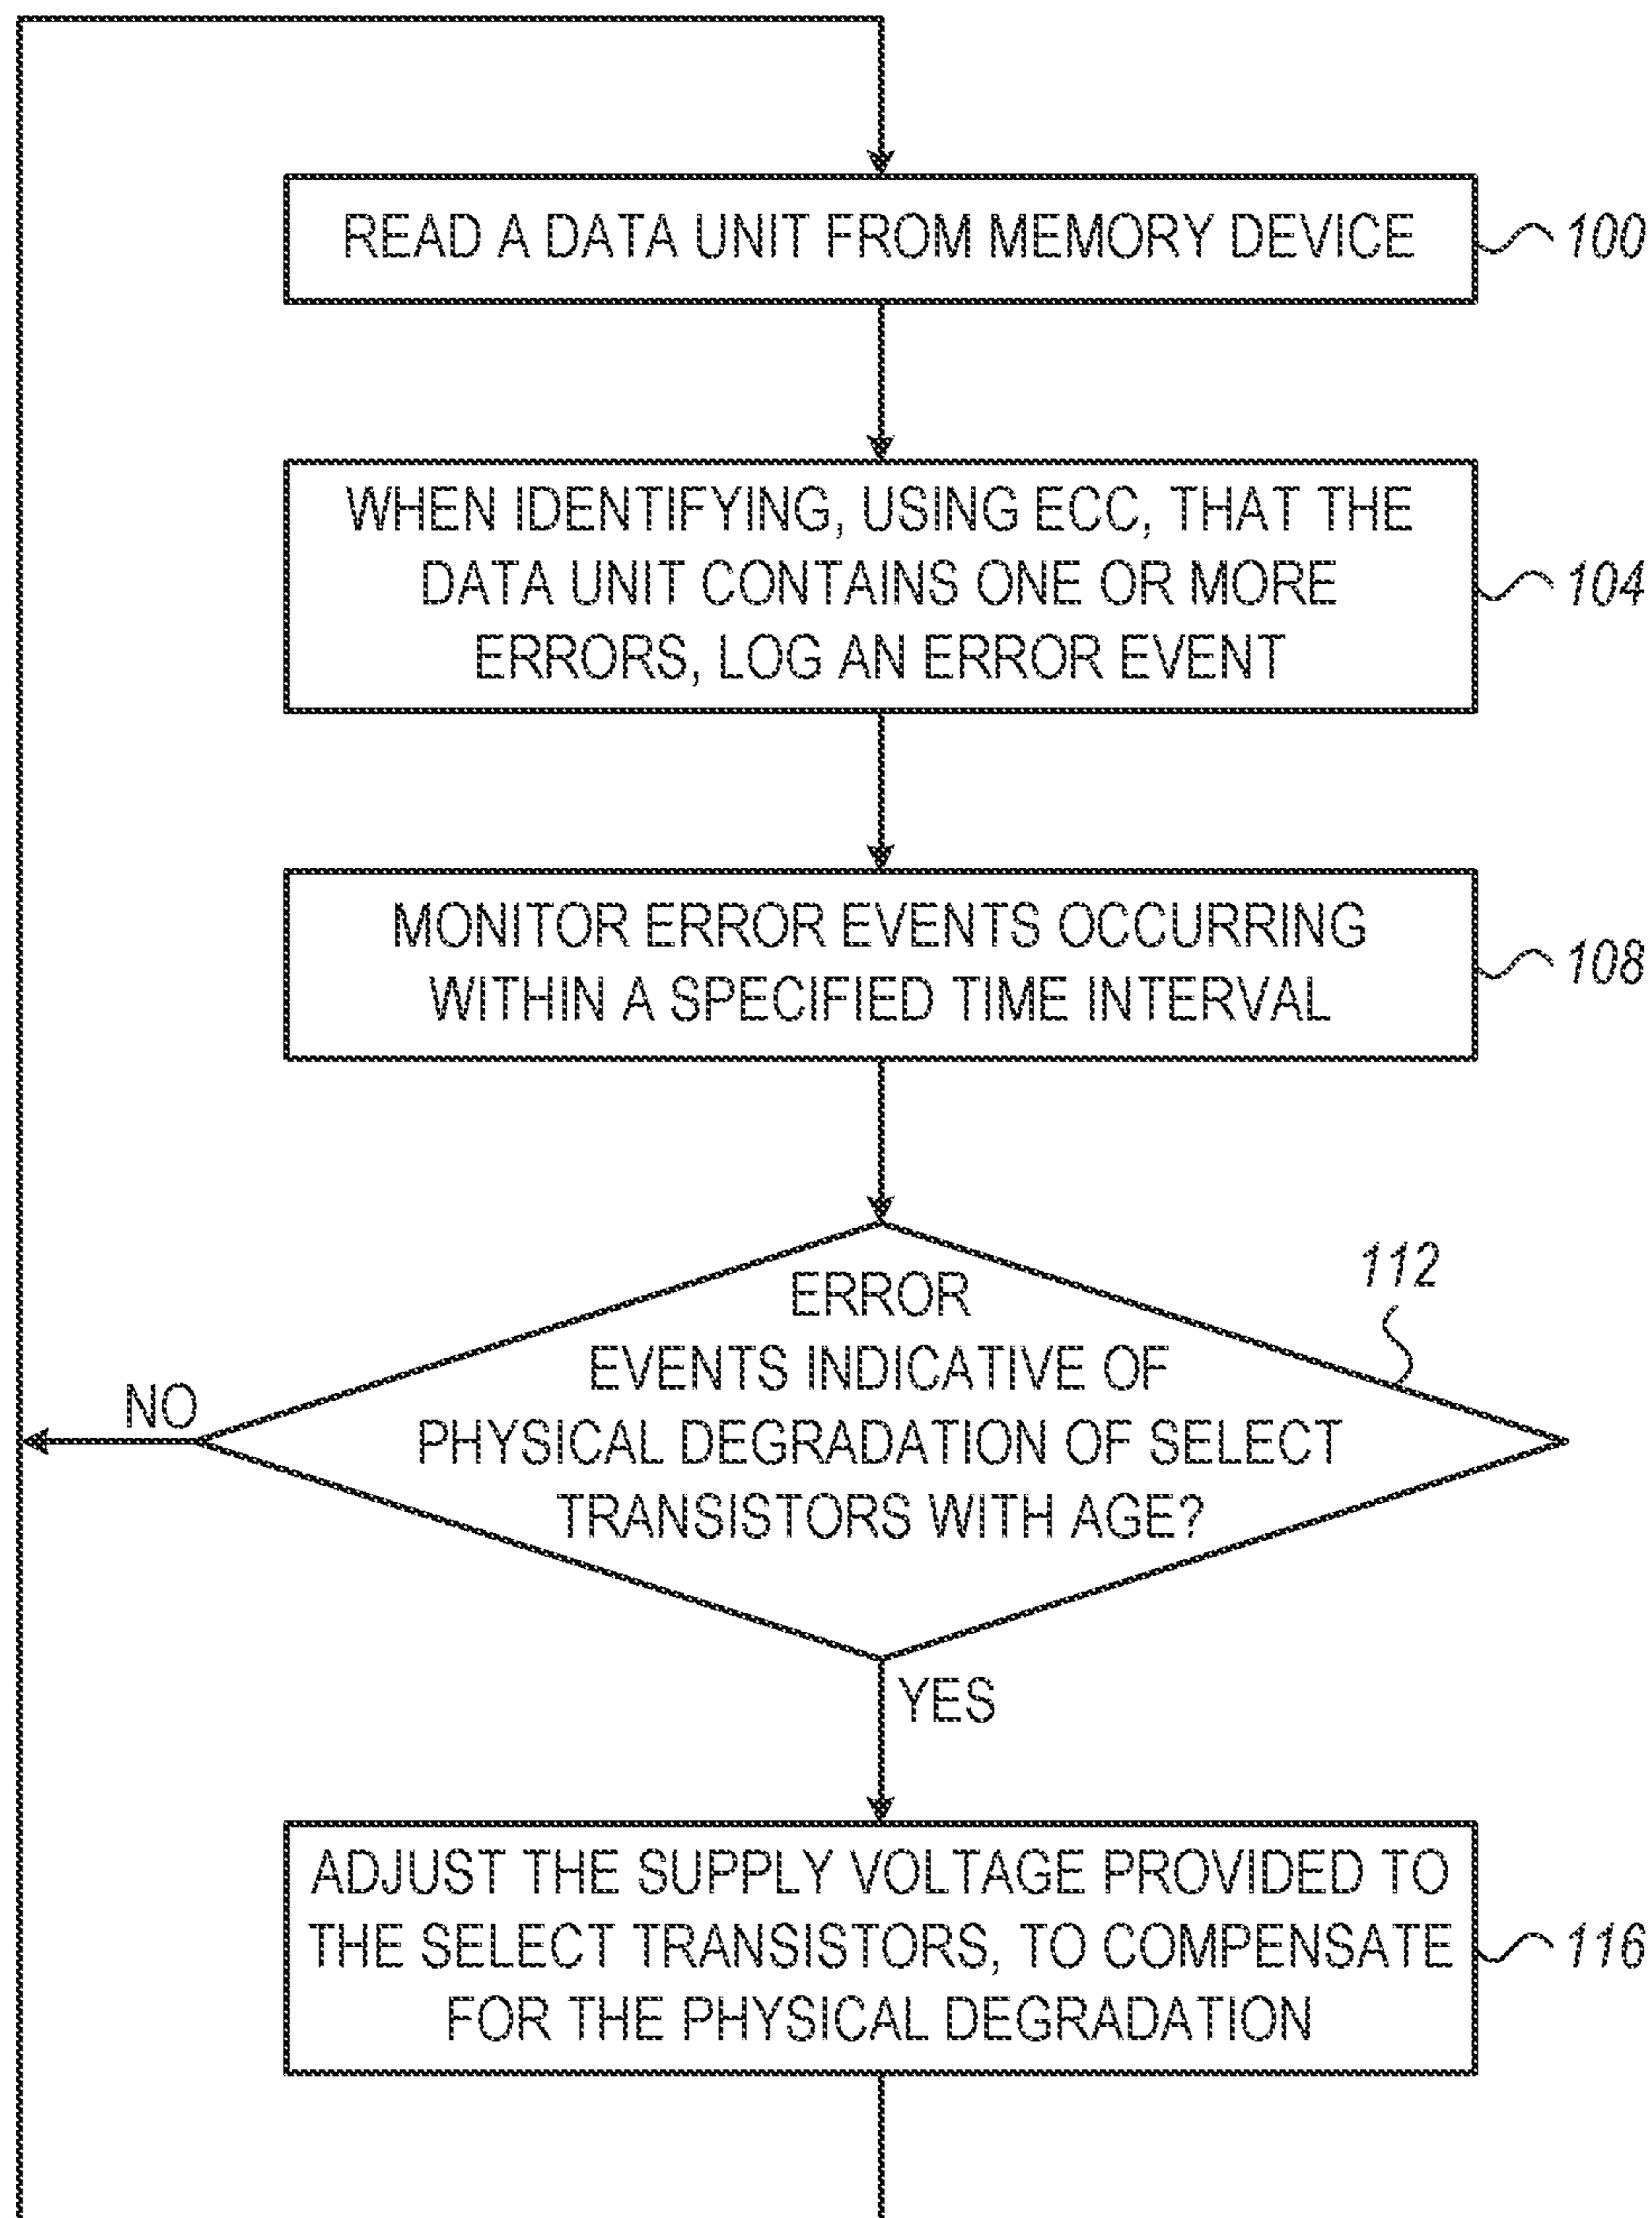 READ A DATA UNIT FROM MEMORY DEVICE
100
WHEN IDENTIFYING, USING ECC, THAT THE
DATA UNIT CONTAINS ONE OR MORE
ERRORS, LOG AN ERROR EVENT
104
MONITOR ERROR EVENTS OCCURRING
WITHIN A SPECIFIED TIME INTERVAL
108
112
ERROR
EVENTS INDICATIVE OF
PHYSICAL DEGRADATION OF SELECT
TRANSISTORS WITH AGE?
NO
YES
ADJUST THE SUPPLY VOLTAGE PROVIDED TO
THE SELECT TRANSISTORS, TO COMPENSATE
FOR THE PHYSICAL DEGRADATION
116